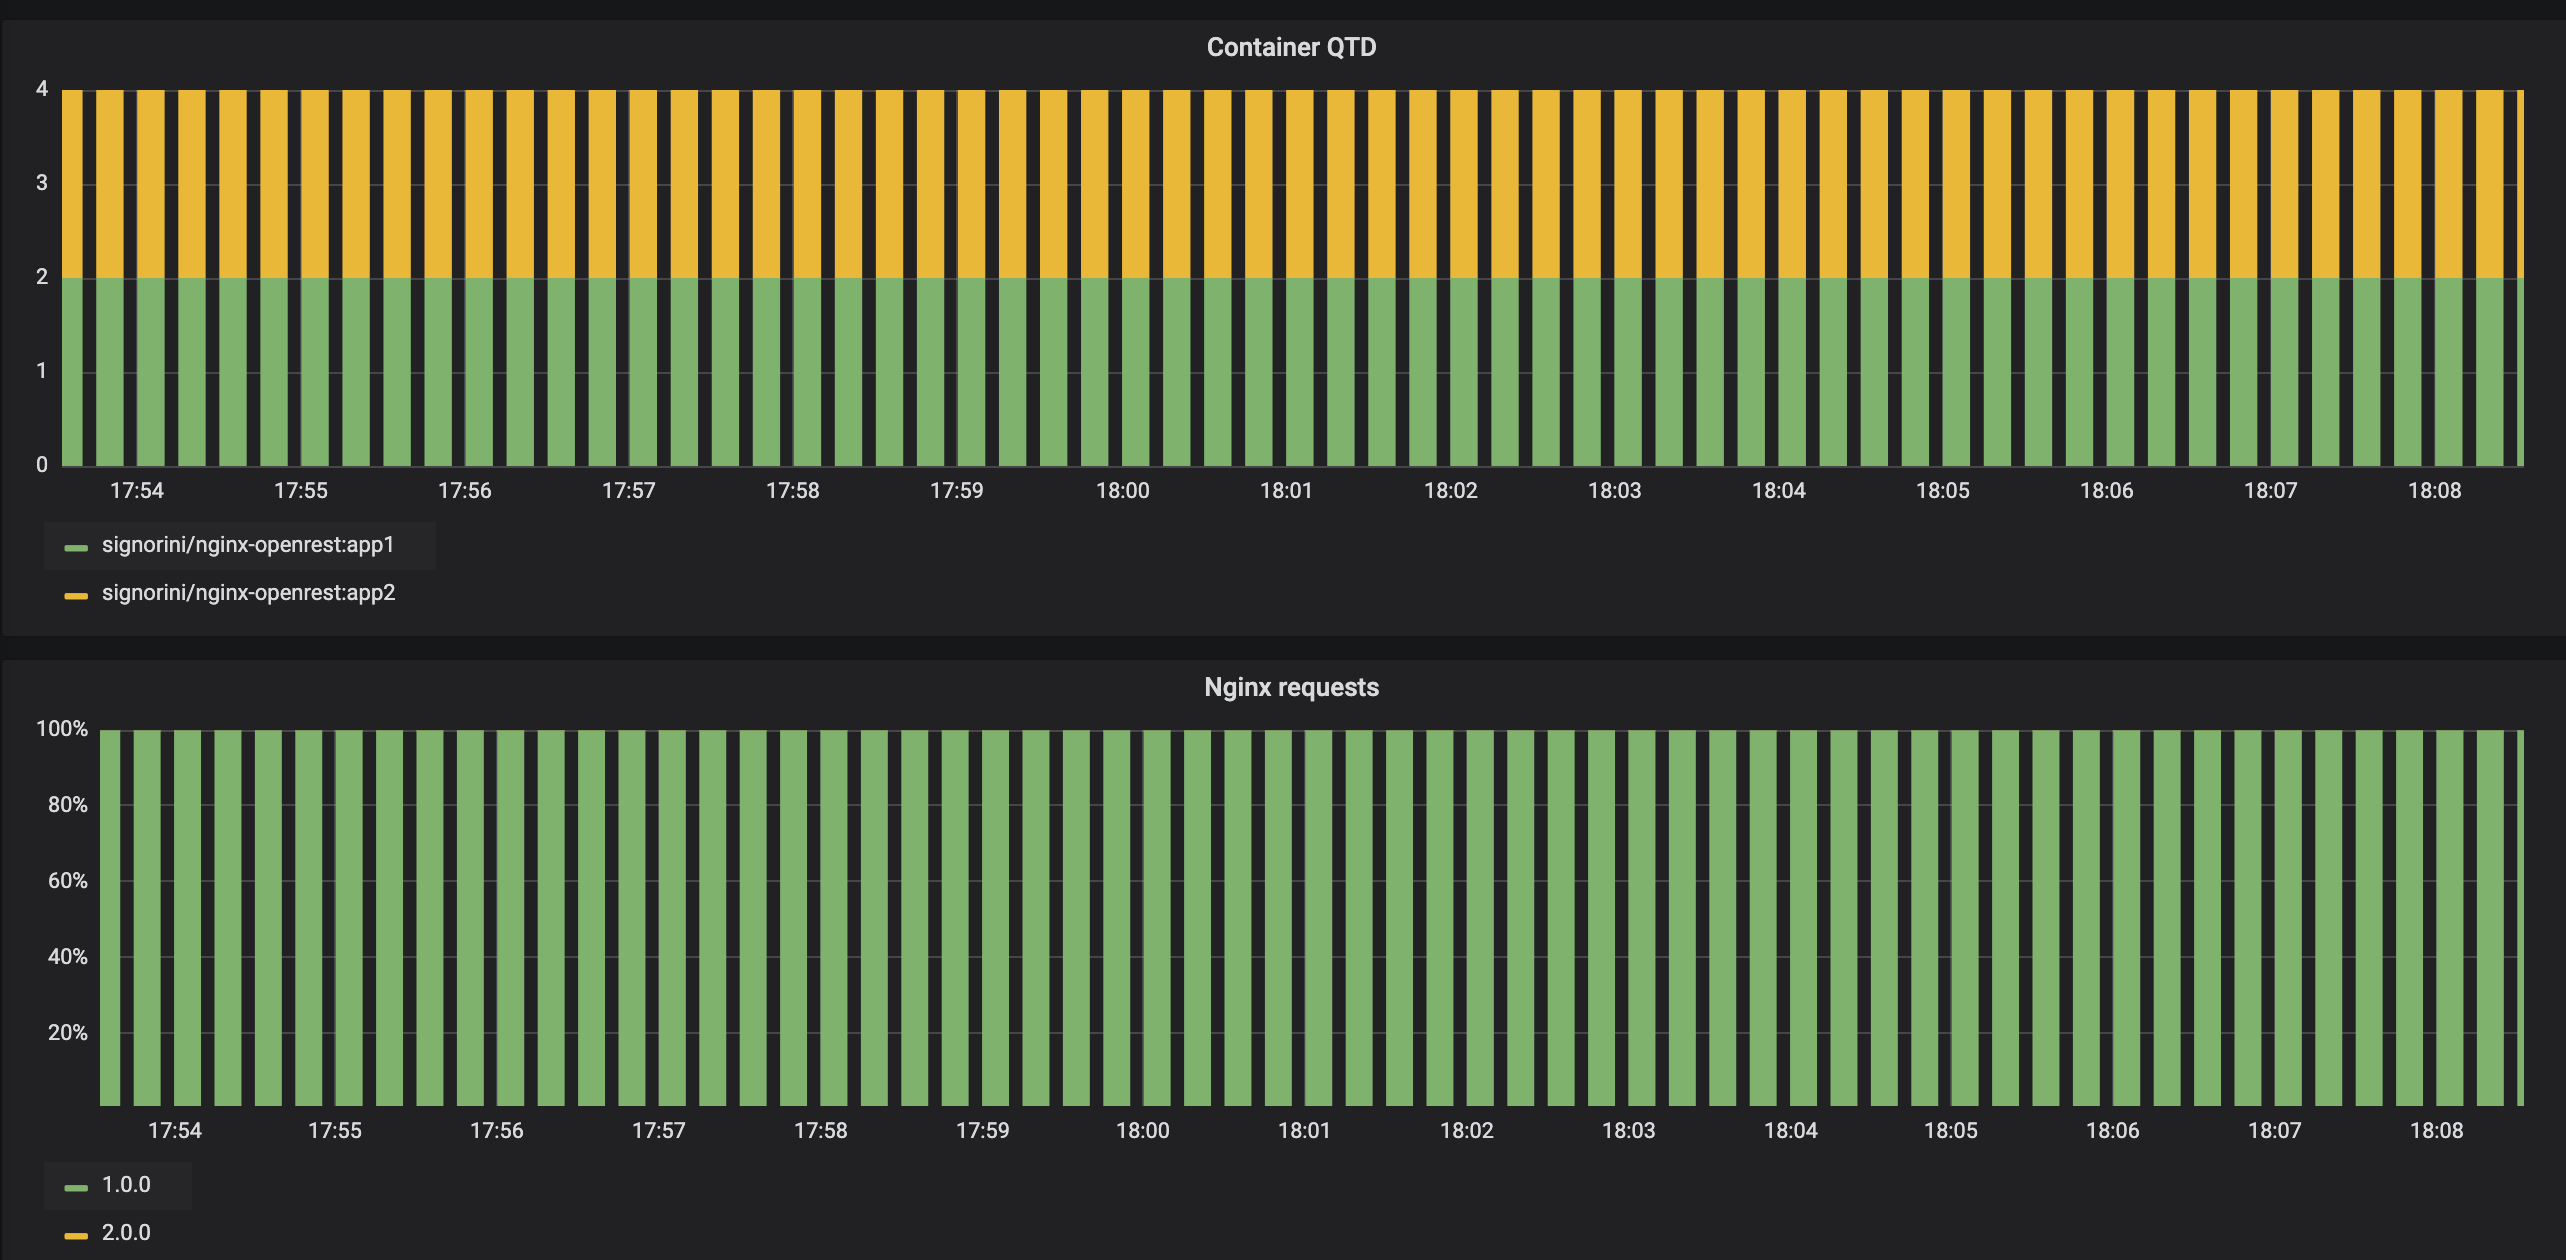 Container QTD
4
3
2
1
0
17:54 17:55 17:56 17:57 17:58 17:59 18:00 18:01 18:02 18:03 18:04 18:05 18:06 18:07 18:08
signorini/nginx-openrest:app1
signorini/nginx-openrest:app2
Nginx requests
100%
80%
60%
40%
20%
17:54 17:55 17:56 17:57 17:58 17:59 18:00 18:01 18:02 18:03 18:04 18:05 18:06 18:07 18:08
1.0.0
2.0.0